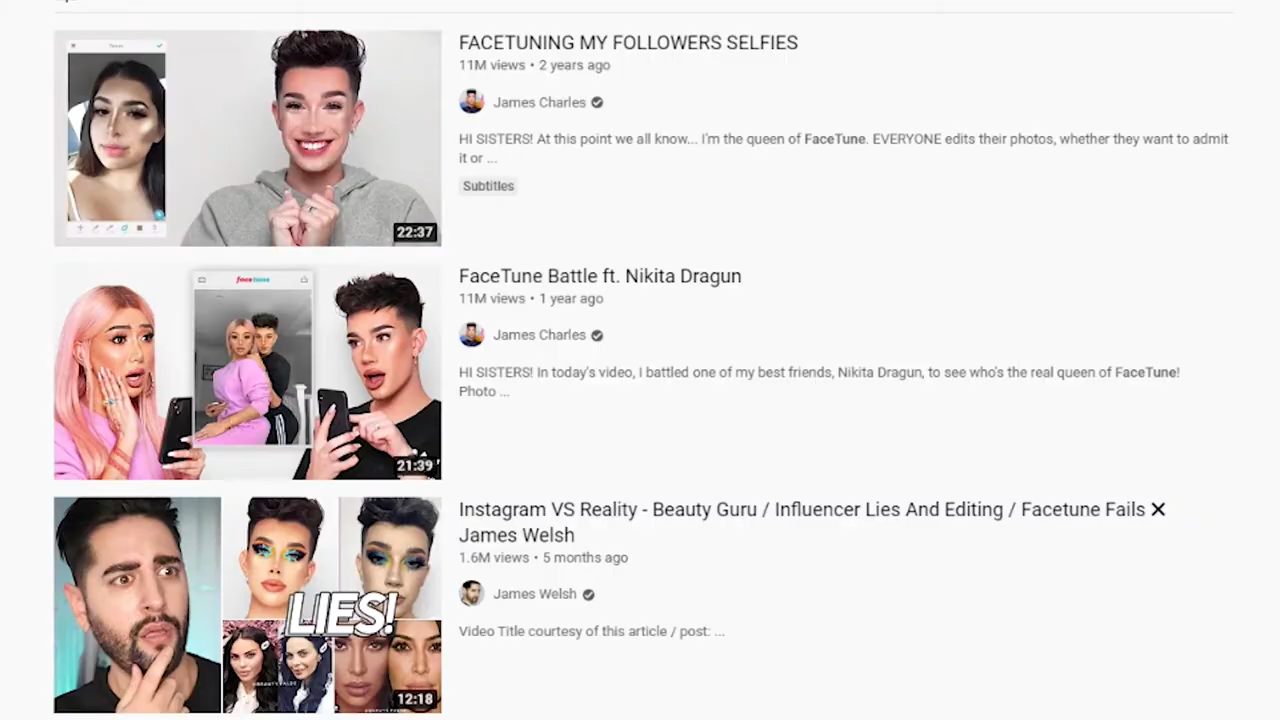 FACETUNING MY FOLLOWERS SELFIES
11M views • 2 years ago
James Charles
HI SISTERS! At this point we all know... I'm the queen of FaceTune. EVERYONE edits their photos, whether they want to admit
it or ...
Subtitles
22:37
facetune
FaceTune Battle ft. Nikita Dragun
11M views • 1 year ago
James Charles
HI SISTERS! In today's video, I battled one of my best friends, Nikita Dragun, to see who's the real queen of FaceTune!
Photo ...
21:39
Instagram VS Reality - Beauty Guru / Influencer Lies And Editing / Facetune Fails ✕
James Welsh
1.6M views • 5 months ago
James Welsh
Video Title courtesy of this article / post: ...
LIES!
12:18